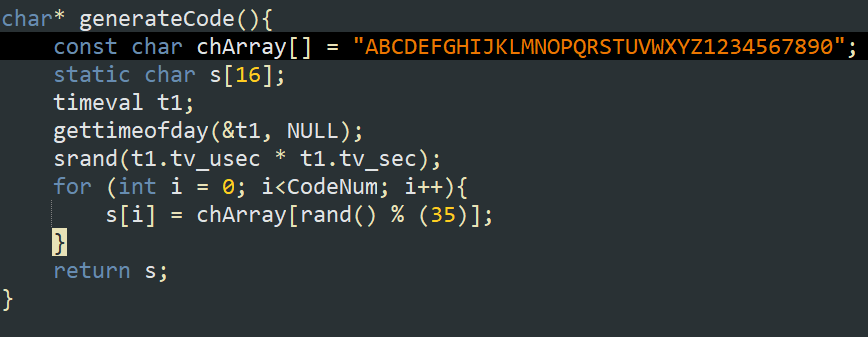 char* generateCode(){
    const char chArray[] = "ABCDEFGHIJKLMNOPQRSTUVWXYZ1234567890";
    static char s[16];
    timeval t1;
    gettimeofday(&t1, NULL);
    srand(t1.tv_usec * t1.tv_sec);
    for (int i = 0; i<CodeNum; i++){
        s[i] = chArray[rand() % (35)];
    }
    return s;
}